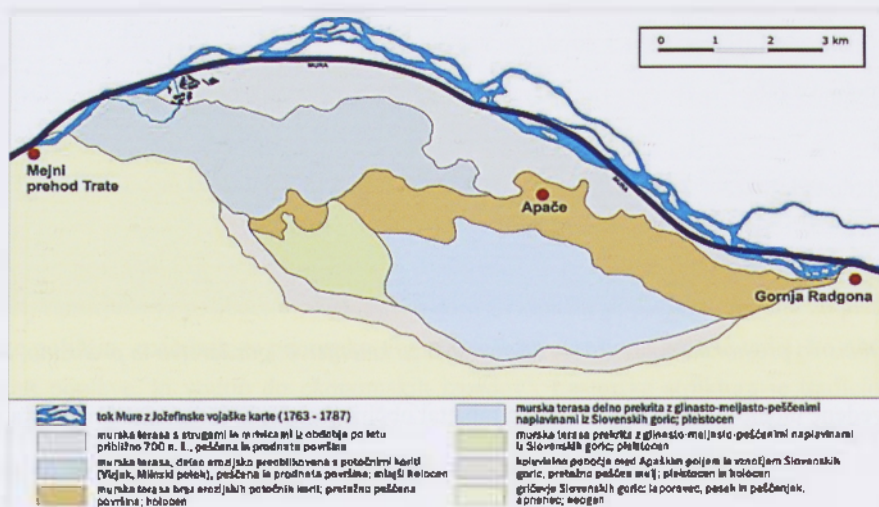 0 1 2 3 km
MURA
Mejni
prehod Trate
Apače
MURA
Gornja Radgona
tok Mure z Jožefinske vojaške karte (1763 - 1787)
murska terasa s strugami in mrtvicami iz obdobja po letu
približno 700 n. š., peščena in prodnata površina
murska terasa, delno erozijsko preoblikovana s potočnimi koriti
(Vizjak, Mlinski potok), peščena in prodnata površina; mlajši holocen
murska terasa brez erozijskih potočnih korit; pretežno peščena
površina; holocen
murska terasa delno prekrita z glinasto-meljasto-peščenimi
naplavinami iz Slovenskih goric; pleistocen
murska terasa prekrita z glinasto-meljasto-peščenimi naplavinami
iz Slovenskih goric; pleistocen
koluvialno pobočje med Apaškim poljem in vznožjem Slovenskih
goric, pretežno peščen melj; pleistocen in holocen
gričevje Slovenskih goric: laporovec, pesek in peščenjak,
apnenec; neogen